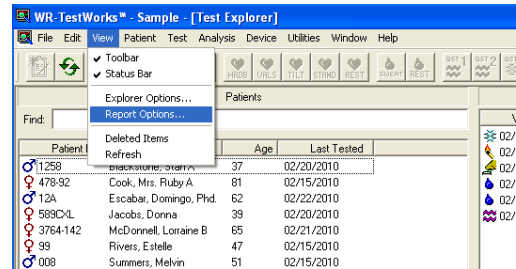 WR-TestWorks™ - Sample - [Test Explorer]
File Edit View Patient Test Analysis Device Utilities Window Help
Toolbar
Status Bar
Explorer Options...
Report Options...
Deleted Items
Refresh
HRDB VALS TILT STAND REST SWEAT REST QST 1 QST 2 QST
Patients
Find:
Patient Age Last Tested V
1258 Blackstone, Stan X 37 02/20/2010
478-92 Cook, Mrs. Ruby A 81 02/15/2010
12A Escabar, Domingo, Phd. 62 02/22/2010
589CXL Jacobs, Donna 39 02/20/2010
3764-142 McDonnell, Lorraine B 65 02/21/2010
99 Rivers, Estelle 47 02/15/2010
008 Summers, Melvin 51 02/15/2010
02/
02/
02/
02/
02/
02/